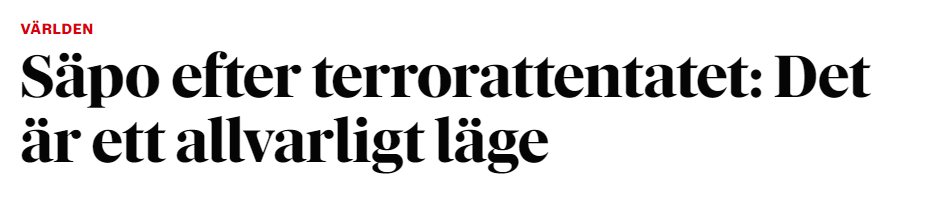 VÄRLDEN
Säpo efter terrorattentatet: Det
är ett allvarligt läge